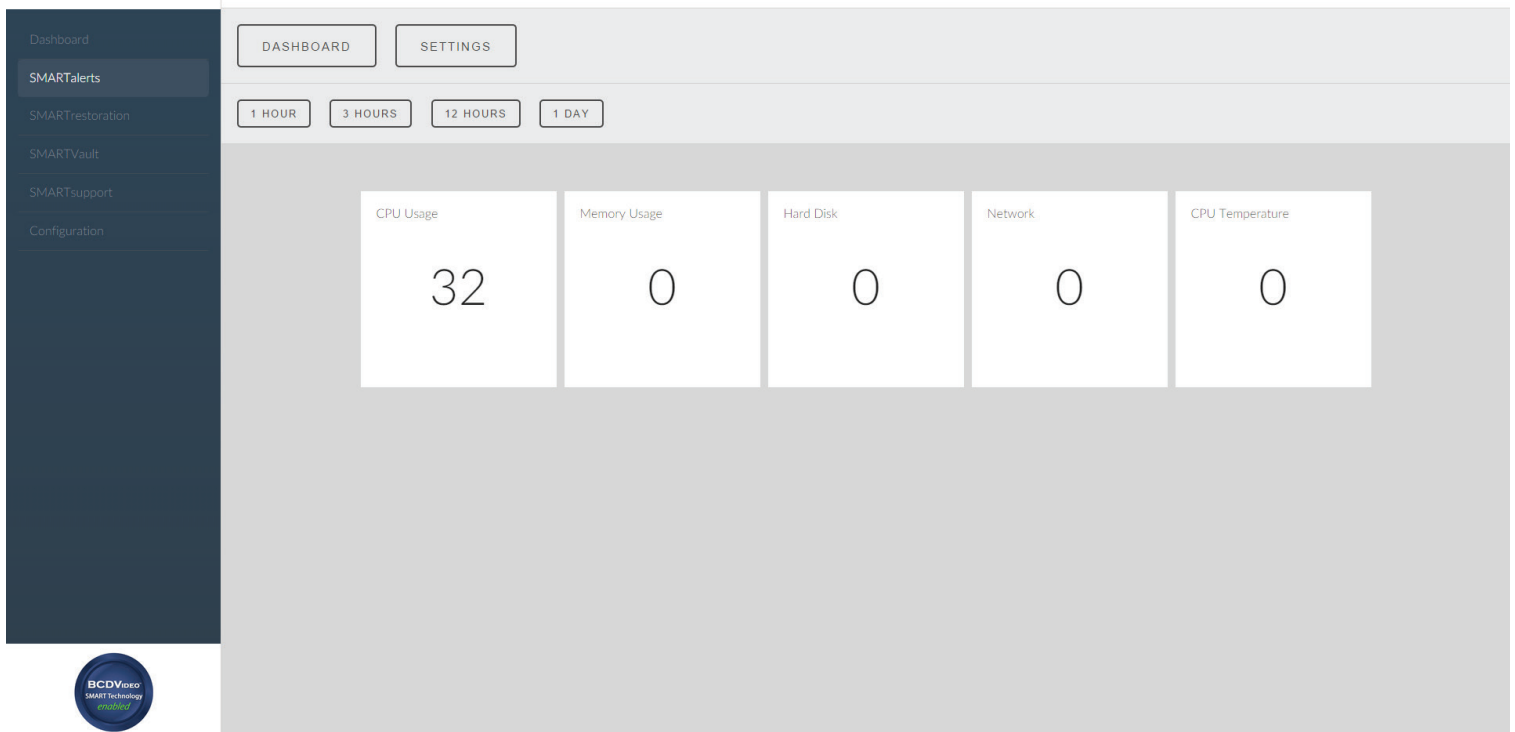 Dashboard
SMARTalerts
SMARTrestoration
SMARTVault
SMARTsupport
Configuration
DASHBOARD SETTINGS
1 HOUR 3 HOURS 12 HOURS 1 DAY
CPU Usage Memory Usage Hard Disk Network CPU Temperature
32 0 0 0 0
BCDVIDEO
SMART Technology
enabled